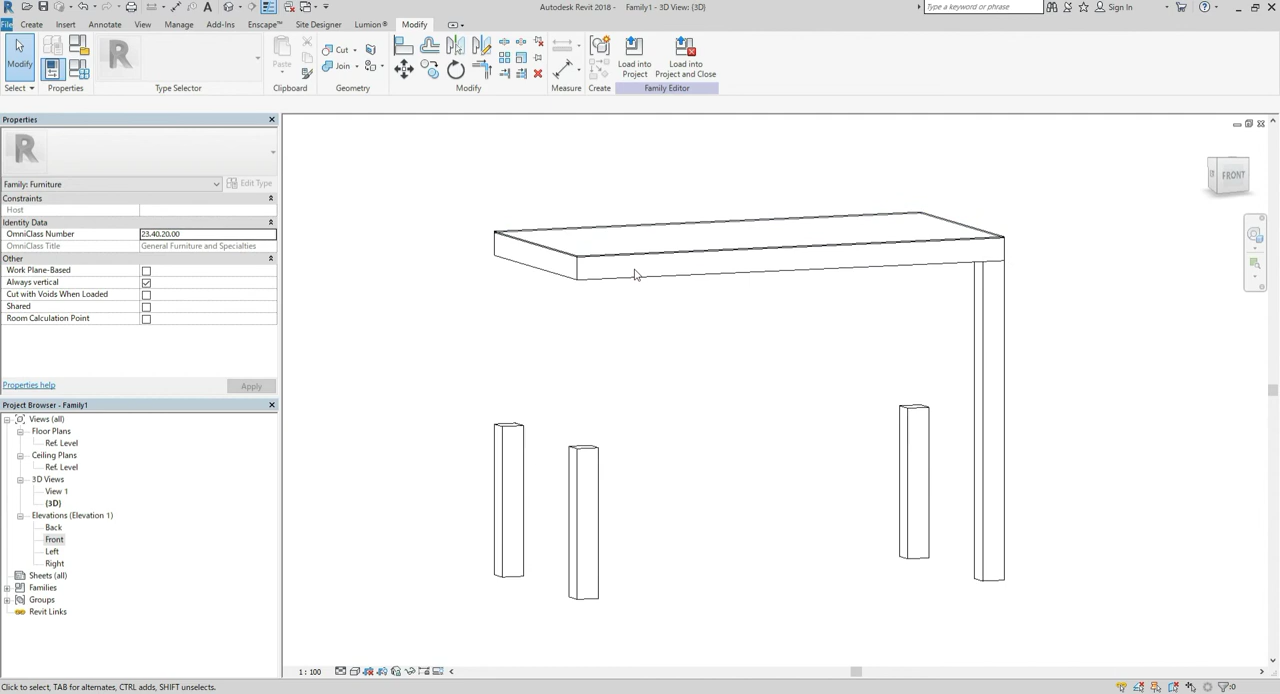 Autodesk Revit 2018 - Family1 - 3D View: {3D}
Type a keyword or phrase
Sign In
File Create Insert Annotate View Manage Add-Ins Enscape™ Site Designer Lumion® Modify
Modify
Paste
Cut
Join
Load into
Project
Load into
Project and Close
Select Properties Type Selector Clipboard Geometry Modify Measure Create Family Editor
Properties
Family: Furniture
Edit Type
Constraints
Host
Identity Data
OmniClass Number 23.40.20.00
OmniClass Title General Furniture and Specialties
Other
Work Plane-Based
Always vertical
Cut with Voids When Loaded
Shared
Room Calculation Point
Properties help
Apply
Project Browser - Family1
Views (all)
Floor Plans
Ref. Level
Ceiling Plans
Ref. Level
3D Views
View 1
{3D}
Elevations (Elevation 1)
Back
Front
Left
Right
Sheets (all)
Families
Groups
Revit Links
FRONT
1 : 100
Click to select, TAB for alternates, CTRL adds, SHIFT unselects.
:0